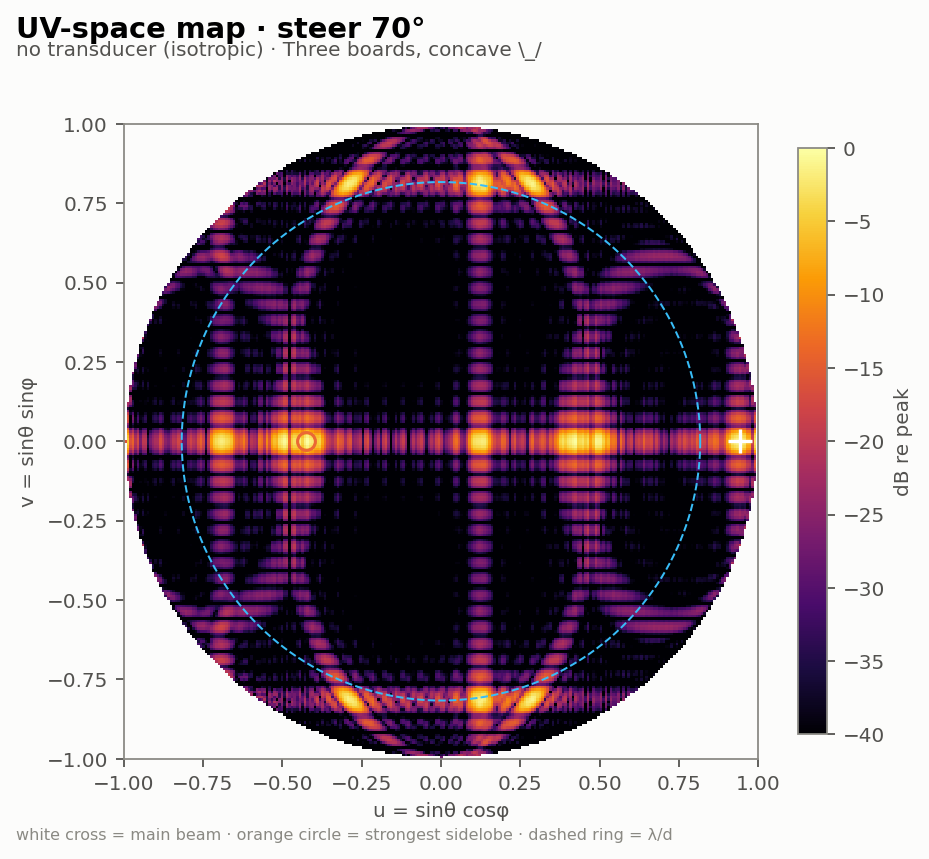 UV-space map · steer 70°
no transducer (isotropic) · Three boards, concave \_/
1.00
0.75
0.50
0.25
0.00
−0.25
−0.50
−0.75
−1.00
v = sinθ sinφ
−1.00 −0.75 −0.50 −0.25 0.00 0.25 0.50 0.75 1.00
u = sinθ cosφ
0
−5
−10
−15
−20
−25
−30
−35
−40
dB re peak
white cross = main beam · orange circle = strongest sidelobe · dashed ring = λ/d